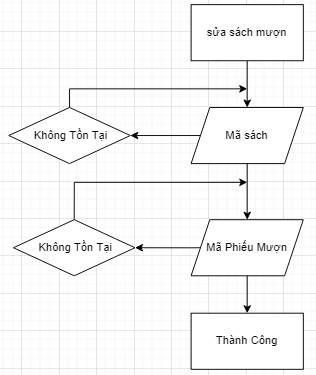 sửa sách mượn
Không Tồn Tại
Mã sách
Không Tồn Tại
Mã Phiếu Mượn
Thành Công